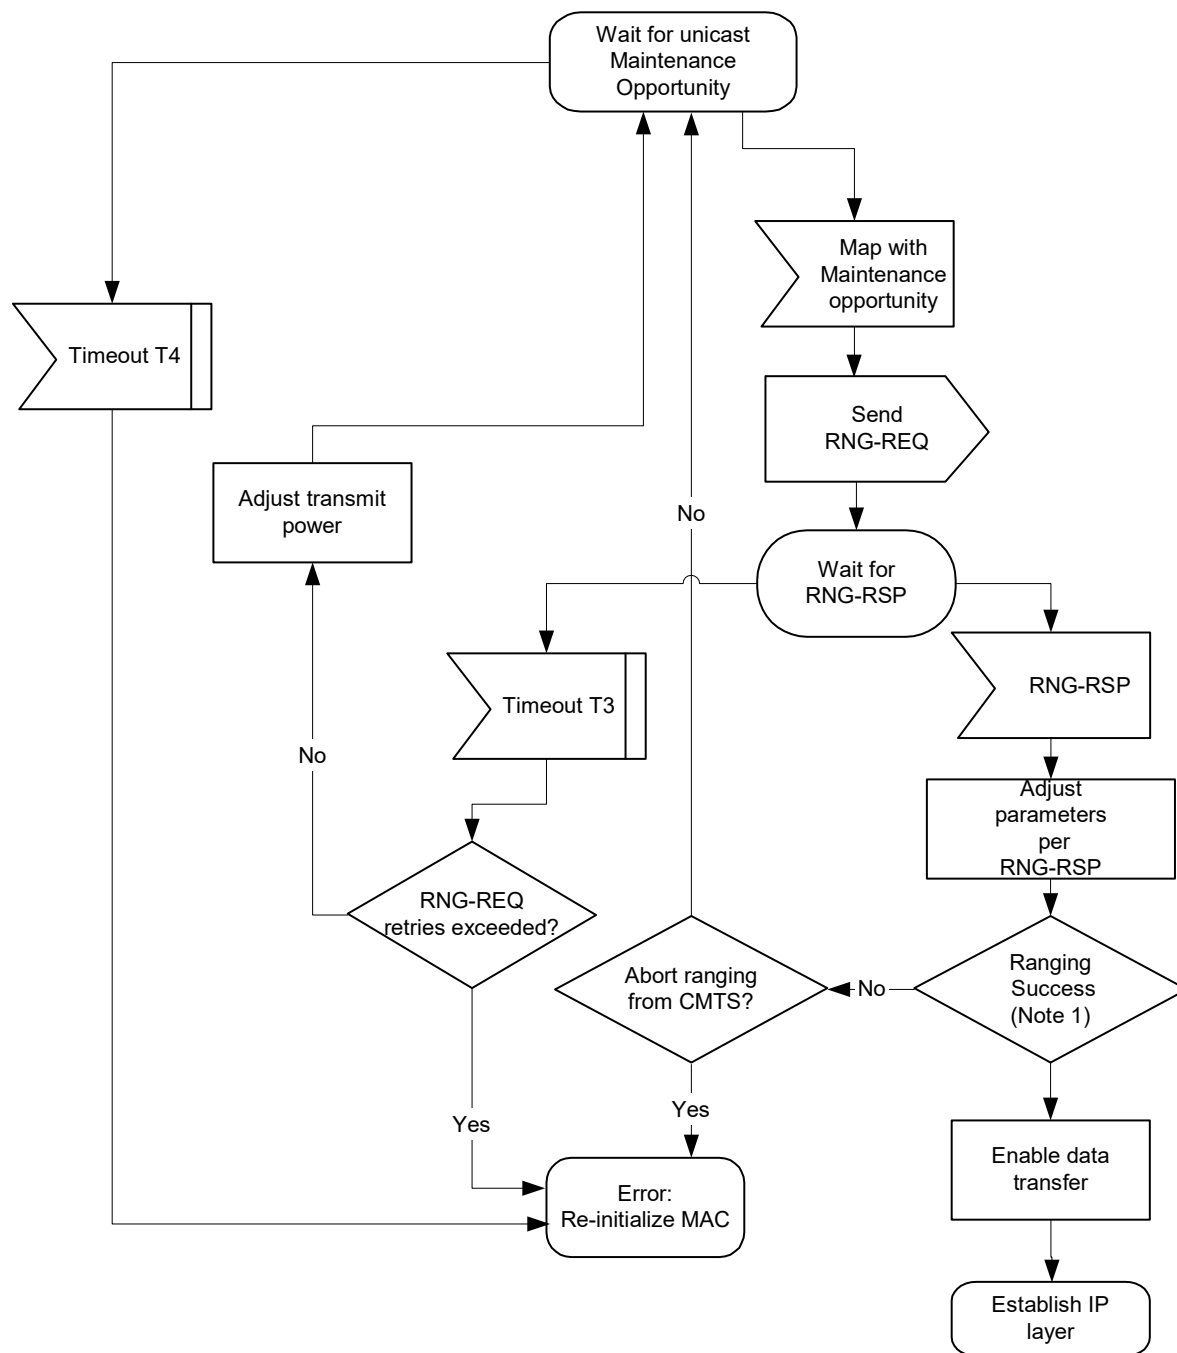 Wait for unicast
Maintenance
Opportunity
Map with
Maintenance
opportunity
Timeout T4
Send
RNG-REQ
Adjust transmit
power
No
Wait for
RNG-RSP
RNG-RSP
Timeout T3
No
Adjust
parameters
per
RNG-RSP
RNG-REQ
retries exceeded?
Abort ranging
from CMTS?
No
Ranging
Success
(Note 1)
Yes
Yes
Enable data
transfer
Error:
Re-initialize MAC
Establish IP
layer